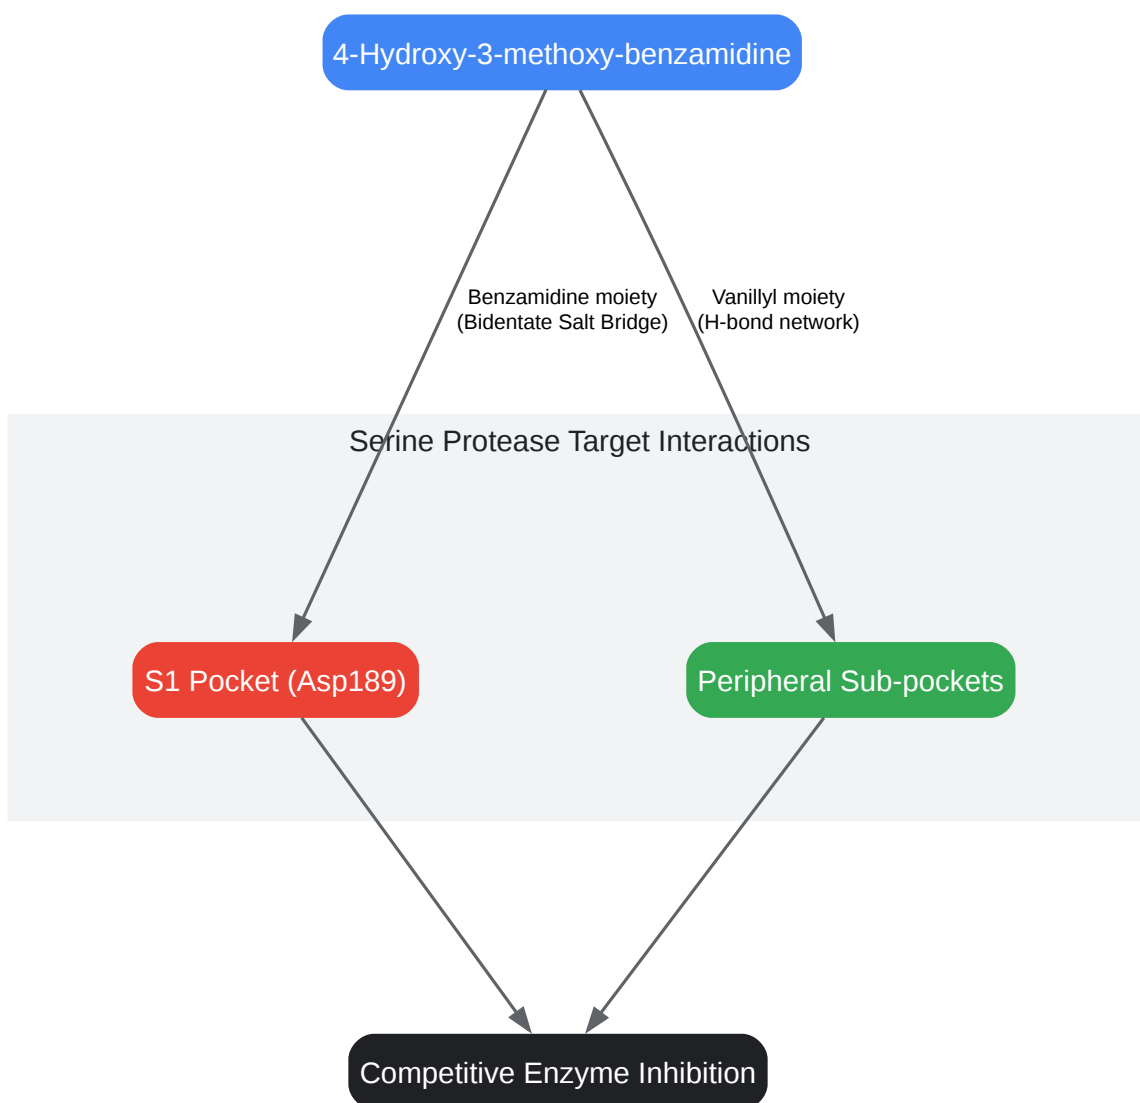 4-Hydroxy-3-methoxy-benzamidine
Benzamidine moiety
(Bidentate Salt Bridge)
Vanillyl moiety
(H-bond network)
Serine Protease Target Interactions
S1 Pocket (Asp189)
Peripheral Sub-pockets
Competitive Enzyme Inhibition